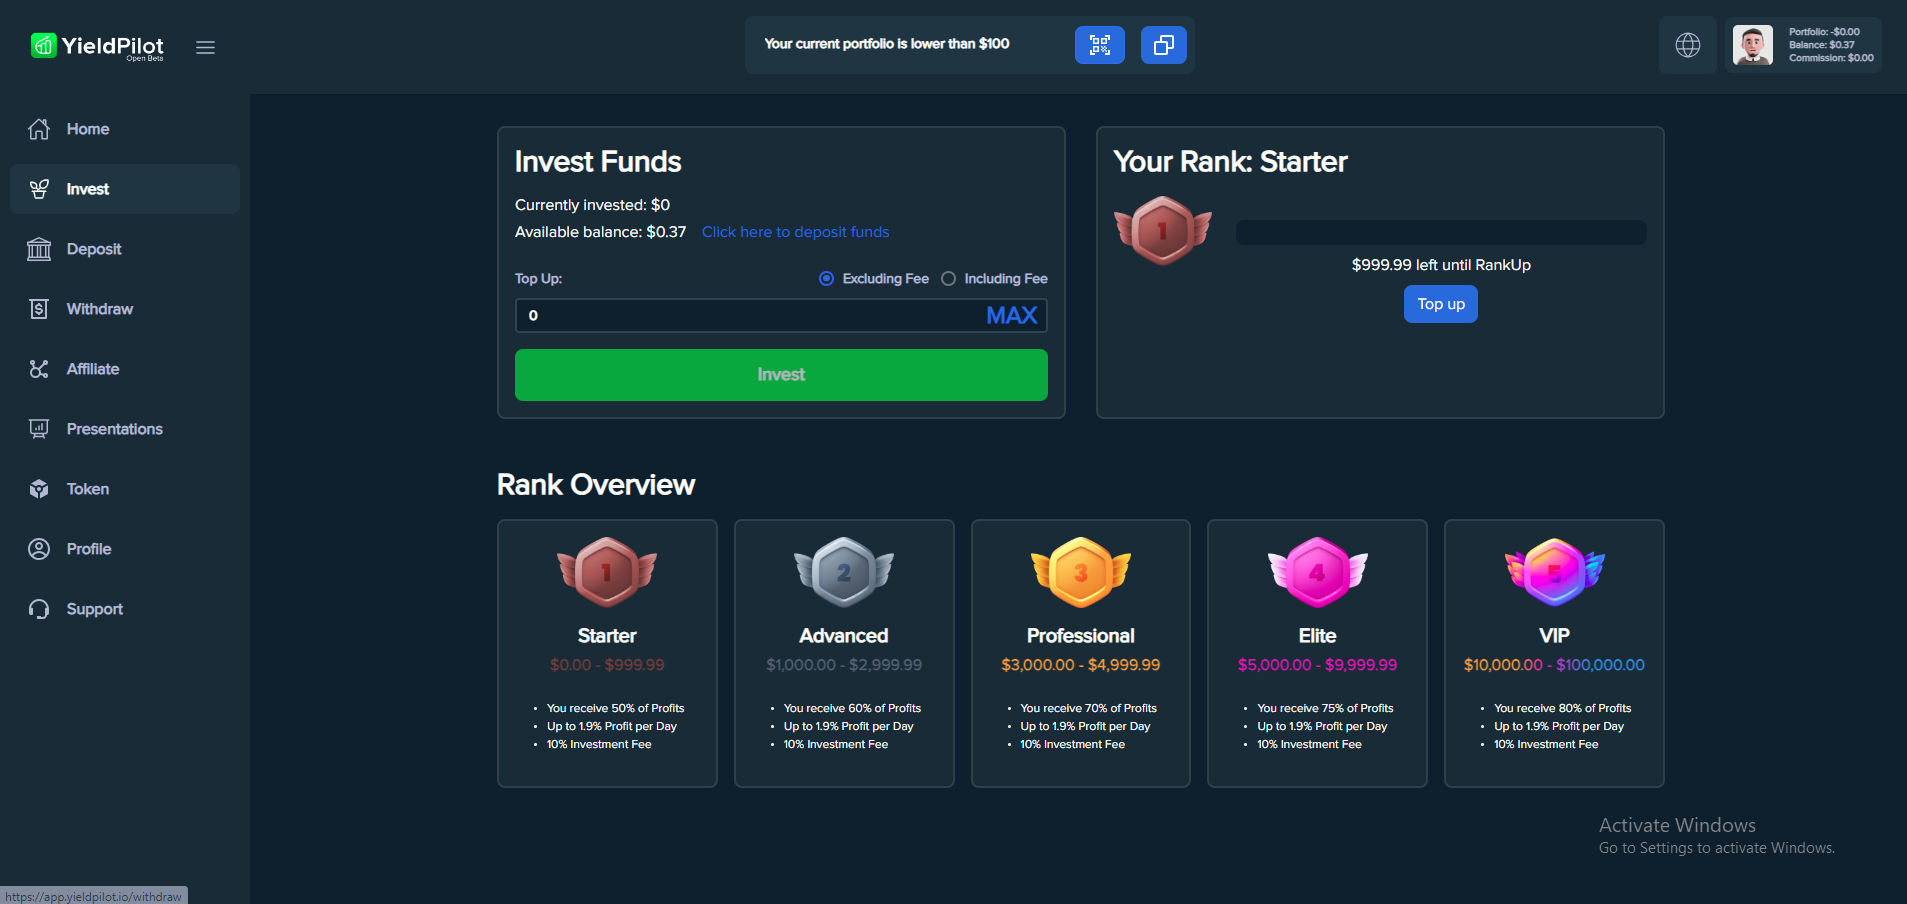 YieldPilot
Open Beta
Your current portfolio is lower than $100
Portfolio: -$0.00
Balance: $0.37
Commission: $0.00
Home
Invest
Deposit
Withdraw
Affiliate
Presentations
Token
Profile
Support
Invest Funds
Currently invested: $0
Available balance: $0.37 Click here to deposit funds
Top Up: Excluding Fee Including Fee
0 MAX
Invest
Your Rank: Starter
1
$999.99 left until RankUp
Top up
Rank Overview
1
Starter
$0.00 - $999.99
• You receive 50% of Profits
• Up to 1.9% Profit per Day
• 10% Investment Fee
2
Advanced
$1,000.00 - $2,999.99
• You receive 60% of Profits
• Up to 1.9% Profit per Day
• 10% Investment Fee
3
Professional
$3,000.00 - $4,999.99
• You receive 70% of Profits
• Up to 1.9% Profit per Day
• 10% Investment Fee
4
Elite
$5,000.00 - $9,999.99
• You receive 75% of Profits
• Up to 1.9% Profit per Day
• 10% Investment Fee
5
VIP
$10,000.00 - $100,000.00
• You receive 80% of Profits
• Up to 1.9% Profit per Day
• 10% Investment Fee
Activate Windows
Go to Settings to activate Windows.
https://app.yieldpilot.io/withdraw